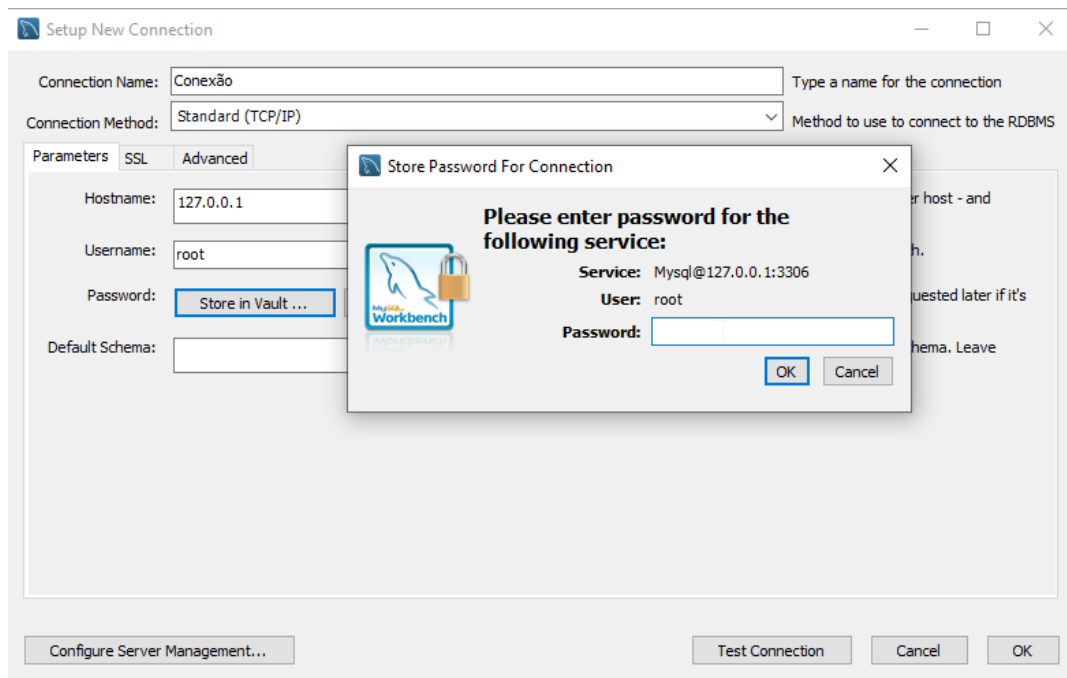 Setup New Connection
Connection Name: Conexão Type a name for the connection
Connection Method: Standard (TCP/IP) Method to use to connect to the RDBMS
Parameters SSL Advanced
Store Password For Connection
Hostname: 127.0.0.1 host - and
Please enter password for the
following service:
Username: root
Service: Mysql@127.0.0.1:3306
Password: Store in Vault ... later if it's
User: root
MySQL
Workbench
Password:
Default Schema: Leave
OK Cancel
Configure Server Management... Test Connection Cancel OK